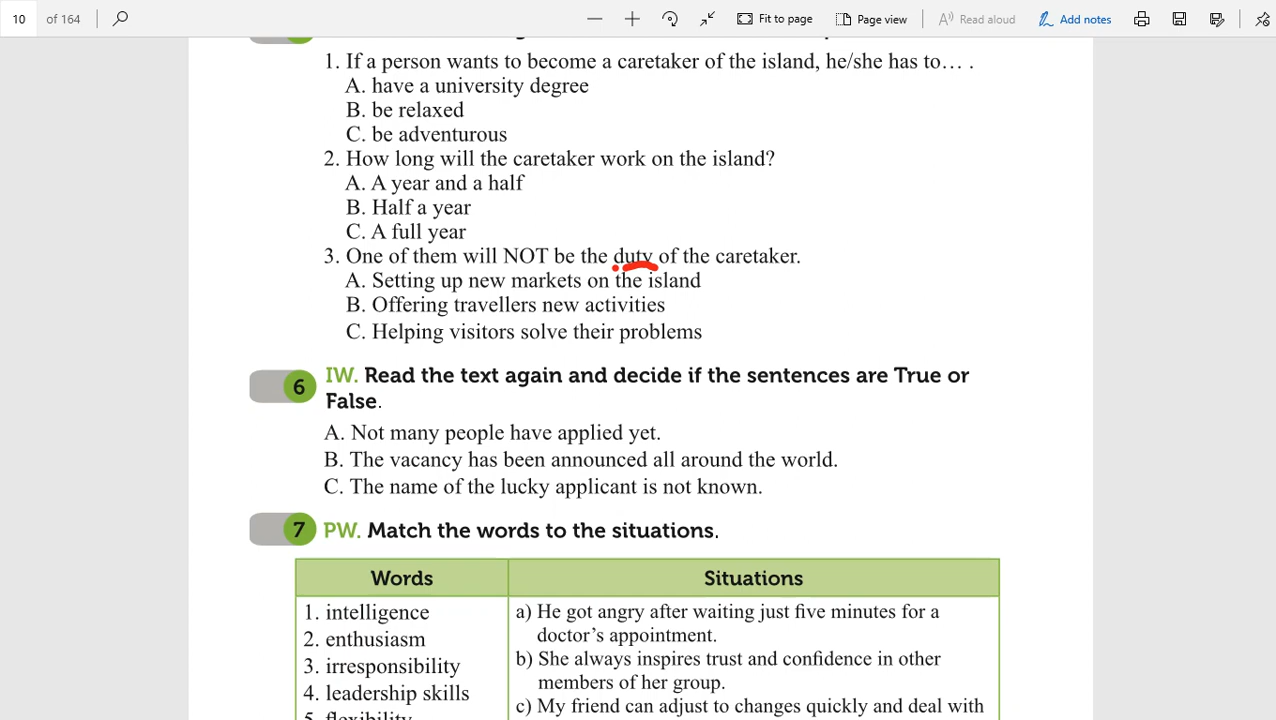 10 of 164 Fit to page Page view Read aloud Add notes
1. If a person wants to become a caretaker of the island, he/she has to… .
A. have a university degree
B. be relaxed
C. be adventurous
2. How long will the caretaker work on the island?
A. A year and a half
B. Half a year
C. A full year
3. One of them will NOT be the duty of the caretaker.
A. Setting up new markets on the island
B. Offering travellers new activities
C. Helping visitors solve their problems
6 IW. Read the text again and decide if the sentences are True or
False.
A. Not many people have applied yet.
B. The vacancy has been announced all around the world.
C. The name of the lucky applicant is not known.
7 PW. Match the words to the situations.
Words
1. intelligence
2. enthusiasm
3. irresponsibility
4. leadership skills
5. flexibility
Situations
a) He got angry after waiting just five minutes for a
doctor's appointment.
b) She always inspires trust and confidence in other
members of her group.
c) My friend can adjust to changes quickly and deal with